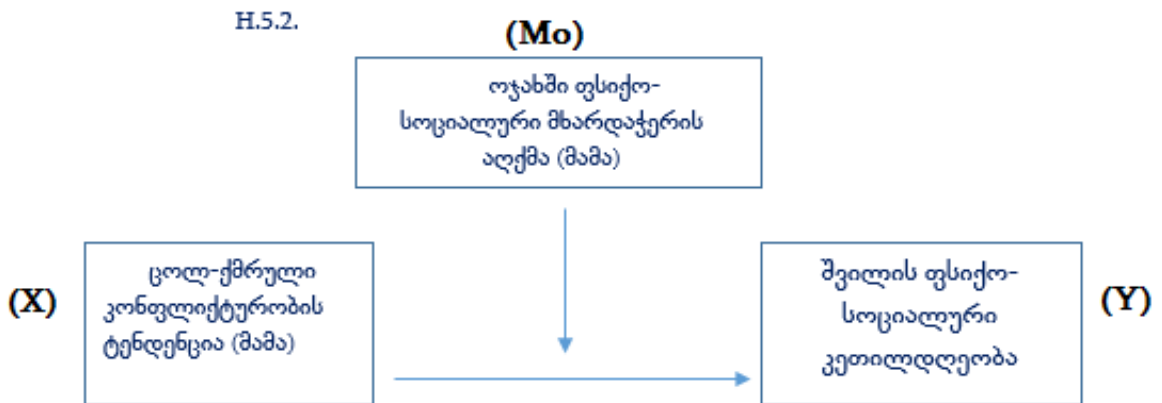 H.5.2.
(Mo)
ოჯახში ფსიქო-
სოციალური მხარდაჭერის
აღქმა (მამა)
(X)
ცოლ-ქმრული
კონფლიქტურობის
ტენდენცია (მამა)
შვილის ფსიქო-
სოციალური
კეთილდღეობა
(Y)